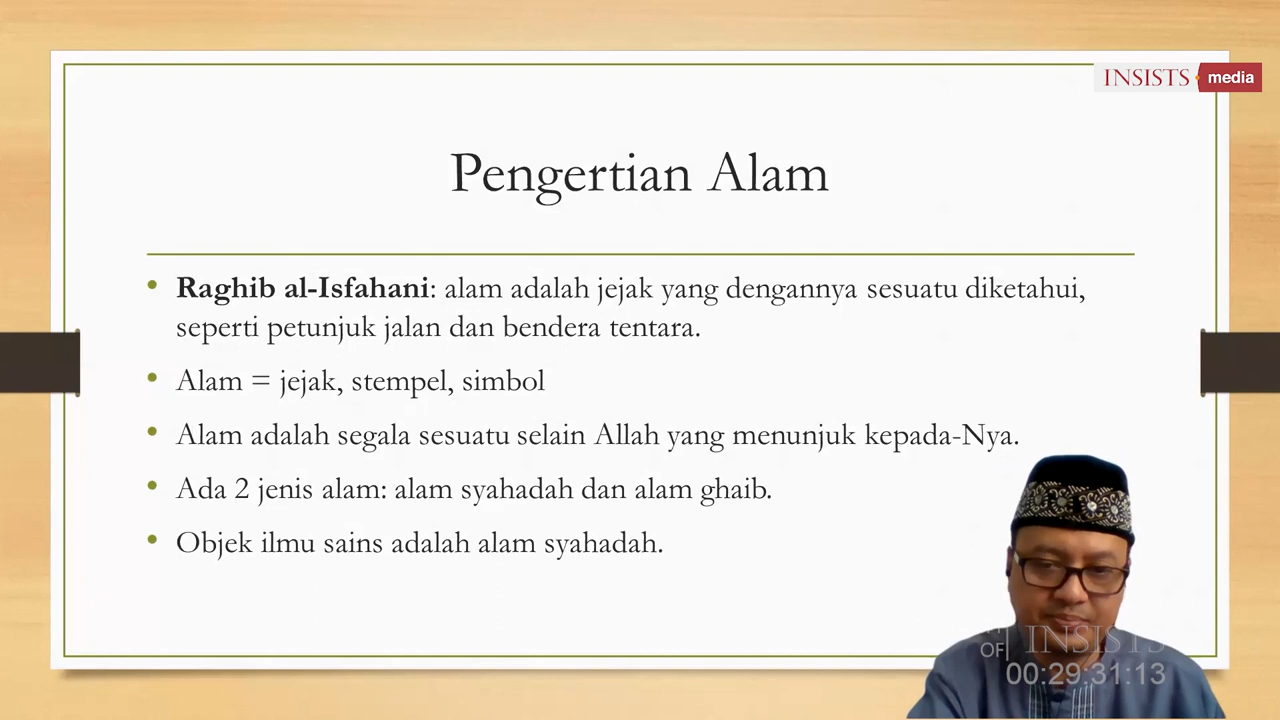 INSISTS media
Pengertian Alam
• Raghib al-Isfahani: alam adalah jejak yang dengannya sesuatu diketahui,
seperti petunjuk jalan dan bendera tentara.
• Alam = jejak, stempel, simbol
• Alam adalah segala sesuatu selain Allah yang menunjuk kepada-Nya.
• Ada 2 jenis alam: alam syahadah dan alam ghaib.
• Objek ilmu sains adalah alam syahadah.
OF INSISTS
00:29:31:13